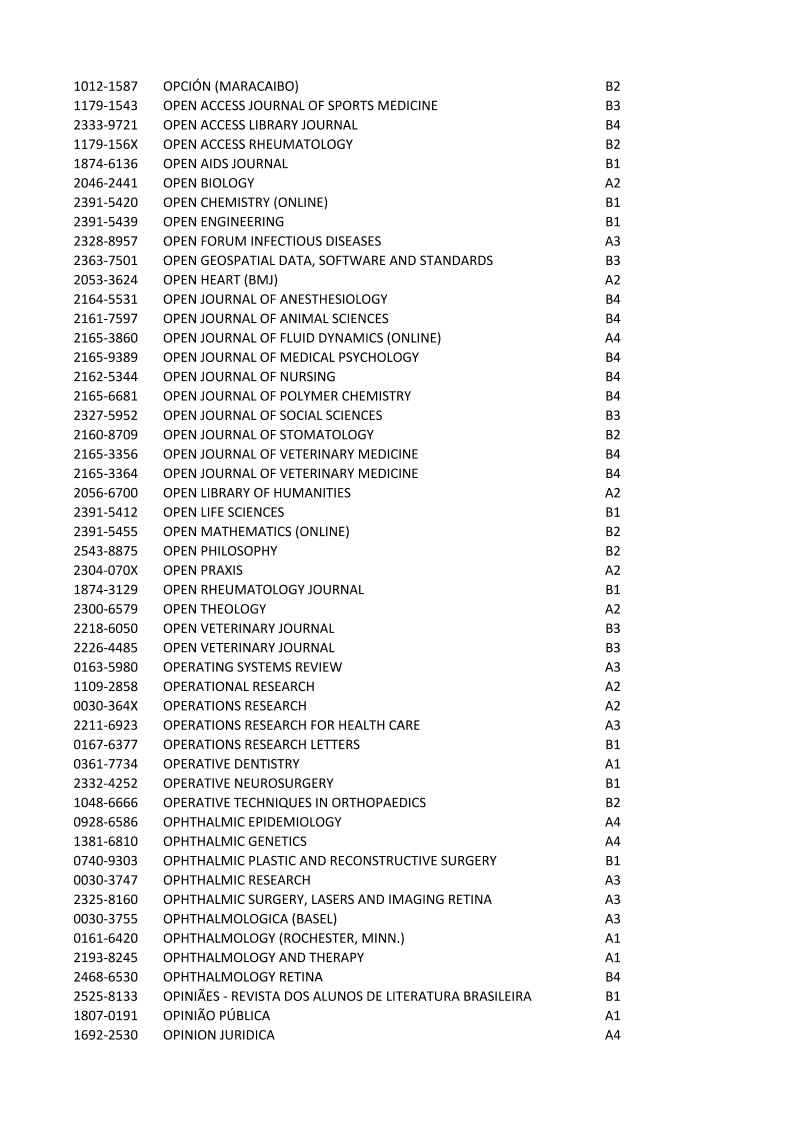 1012-1587 OPCIÓN (MARACAIBO) B2
1179-1543 OPEN ACCESS JOURNAL OF SPORTS MEDICINE B3
2333-9721 OPEN ACCESS LIBRARY JOURNAL B4
1179-156X OPEN ACCESS RHEUMATOLOGY B2
1874-6136 OPEN AIDS JOURNAL B1
2046-2441 OPEN BIOLOGY A2
2391-5420 OPEN CHEMISTRY (ONLINE) B1
2391-5439 OPEN ENGINEERING B1
2328-8957 OPEN FORUM INFECTIOUS DISEASES A3
2363-7501 OPEN GEOSPATIAL DATA, SOFTWARE AND STANDARDS B3
2053-3624 OPEN HEART (BMJ) A2
2164-5531 OPEN JOURNAL OF ANESTHESIOLOGY B4
2161-7597 OPEN JOURNAL OF ANIMAL SCIENCES B4
2165-3860 OPEN JOURNAL OF FLUID DYNAMICS (ONLINE) A4
2165-9389 OPEN JOURNAL OF MEDICAL PSYCHOLOGY B4
2162-5344 OPEN JOURNAL OF NURSING B4
2165-6681 OPEN JOURNAL OF POLYMER CHEMISTRY B4
2327-5952 OPEN JOURNAL OF SOCIAL SCIENCES B3
2160-8709 OPEN JOURNAL OF STOMATOLOGY B2
2165-3356 OPEN JOURNAL OF VETERINARY MEDICINE B4
2165-3364 OPEN JOURNAL OF VETERINARY MEDICINE B4
2056-6700 OPEN LIBRARY OF HUMANITIES A2
2391-5412 OPEN LIFE SCIENCES B1
2391-5455 OPEN MATHEMATICS (ONLINE) B2
2543-8875 OPEN PHILOSOPHY B2
2304-070X OPEN PRAXIS A2
1874-3129 OPEN RHEUMATOLOGY JOURNAL B1
2300-6579 OPEN THEOLOGY A2
2218-6050 OPEN VETERINARY JOURNAL B3
2226-4485 OPEN VETERINARY JOURNAL B3
0163-5980 OPERATING SYSTEMS REVIEW A3
1109-2858 OPERATIONAL RESEARCH A2
0030-364X OPERATIONS RESEARCH A2
2211-6923 OPERATIONS RESEARCH FOR HEALTH CARE A3
0167-6377 OPERATIONS RESEARCH LETTERS B1
0361-7734 OPERATIVE DENTISTRY A1
2332-4252 OPERATIVE NEUROSURGERY B1
1048-6666 OPERATIVE TECHNIQUES IN ORTHOPAEDICS B2
0928-6586 OPHTHALMIC EPIDEMIOLOGY A4
1381-6810 OPHTHALMIC GENETICS A4
0740-9303 OPHTHALMIC PLASTIC AND RECONSTRUCTIVE SURGERY B1
0030-3747 OPHTHALMIC RESEARCH A3
2325-8160 OPHTHALMIC SURGERY, LASERS AND IMAGING RETINA A3
0030-3755 OPHTHALMOLOGICA (BASEL) A3
0161-6420 OPHTHALMOLOGY (ROCHESTER, MINN.) A1
2193-8245 OPHTHALMOLOGY AND THERAPY A1
2468-6530 OPHTHALMOLOGY RETINA B4
2525-8133 OPINIÃES - REVISTA DOS ALUNOS DE LITERATURA BRASILEIRA B1
1807-0191 OPINIÃO PÚBLICA A1
1692-2530 OPINION JURIDICA A4